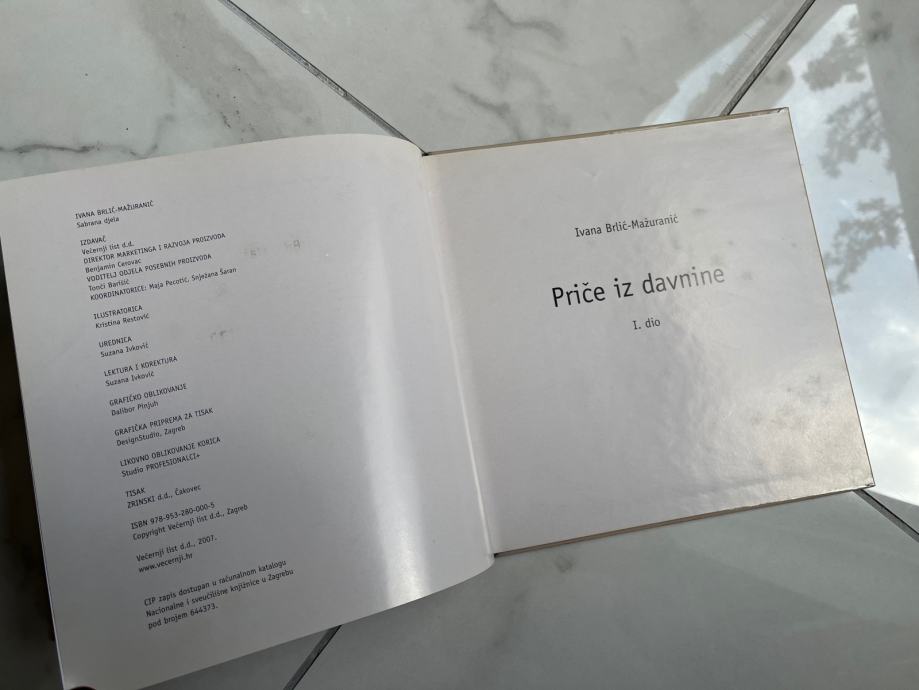 IVANA BRLIĆ-MAŽURANIĆ
Sabrana djela
IZDAVAČ
Večernji list d.d.
DIREKTOR MARKETINGA I RAZVOJA PROIZVODA
Benjamin Cerovac
VODITELJ ODJELA POSEBNIH PROIZVODA
Tonči Barišić
KOORDINATORICE: Maja Pecotić, Snježana Šaran
ILUSTRATORICA
Kristina Restović
UREDNICA
Suzana Ivković
LEKTURA I KOREKTURA
Suzana Ivković
GRAFIČKO OBLIKOVANJE
Dalibor Pinjuh
GRAFIČKA PRIPREMA ZA TISAK
DesignStudio, Zagreb
LIKOVNO OBLIKOVANJE KORICA
Studio PROFESIONALCI+
TISAK
ZRINSKI d.d., Čakovec
ISBN 978-953-280-000-5
Copyright Večernji list d.d., Zagreb
Večernji list d.d., 2007.
www.vecernji.hr
CIP zapis dostupan u računalnom katalogu
Nacionalne i sveučilišne knjižnice u Zagrebu
pod brojem 644373.
Ivana Brlić-Mažuranić
Priče iz davnine
I. dio